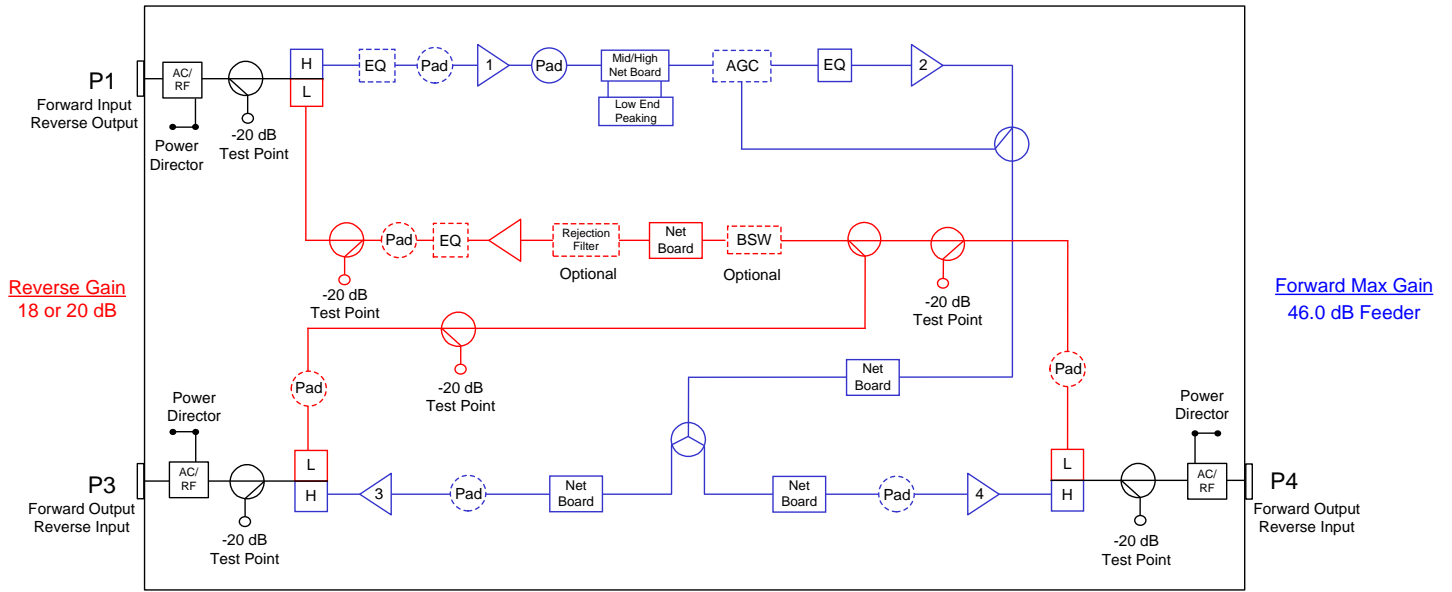 P1
Forward Input
Reverse Output
AC/
RF
Power
Director
-20 dB
Test Point
H
L
EQ
Pad
1
Pad
Mid/High
Net Board
Low End
Peaking
AGC
EQ
2
-20 dB
Test Point
Pad
EQ
Rejection
Filter
Optional
Net
Board
BSW
Optional
-20 dB
Test Point
Reverse Gain
18 or 20 dB
Forward Max Gain
46.0 dB Feeder
-20 dB
Test Point
Pad
Net
Board
Pad
Power
Director
Power
Director
P3
Forward Output
Reverse Input
AC/
RF
-20 dB
Test Point
L
H
3
Pad
Net
Board
Net
Board
Pad
4
L
H
-20 dB
Test Point
AC/
RF
P4
Forward Output
Reverse Input